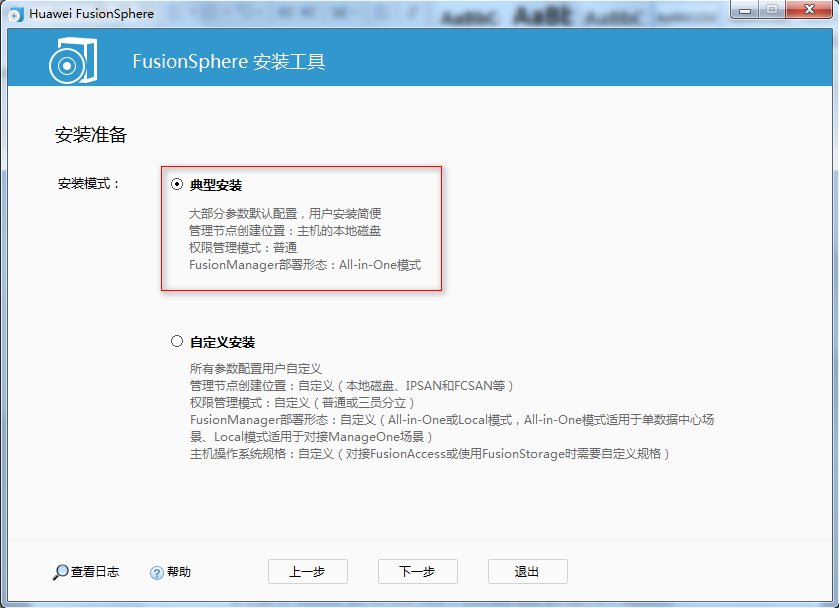 Huawei FusionSphere
FusionSphere 安装工具
安装准备
安装模式：
典型安装
大部分参数默认配置，用户安装简便
管理节点创建位置：主机的本地磁盘
权限管理模式：普通
FusionManager部署形态：All-in-One模式
自定义安装
所有参数配置用户自定义
管理节点创建位置：自定义（本地磁盘、IPSAN和FCSAN等）
权限管理模式：自定义（普通或三员分立）
FusionManager部署形态：自定义（All-in-One或Local模式，All-in-One模式适用于单数据中心场
景、Local模式适用于对接ManageOne场景）
主机操作系统规格：自定义（对接FusionAccess或使用FusionStorage时需要自定义规格）
查看日志 帮助 上一步 下一步 退出